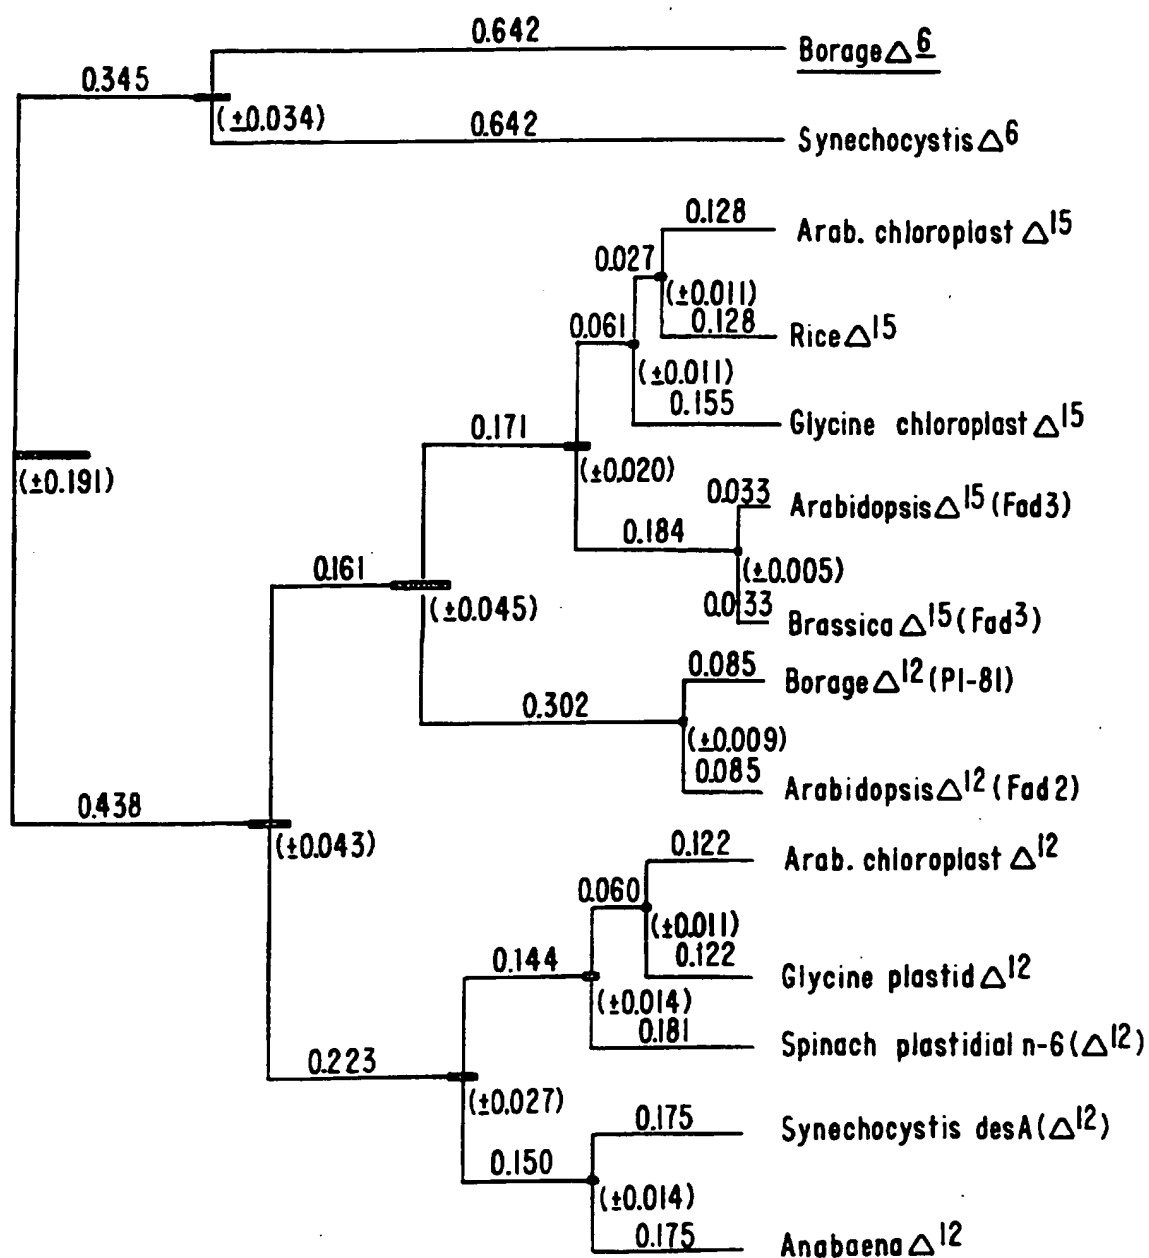 0.642
Borage Δ6
0.345
(±0.034)
0.642
Synechocystis Δ6
0.128
Arab. chloroplast Δ15
0.027
(±0.011)
0.128
Rice Δ15
0.061
(±0.011)
0.155
Glycine chloroplast Δ15
0.171
(±0.020)
(±0.191)
0.033
Arabidopsis Δ15 (Fad3)
0.184
(±0.005)
0.161
(±0.045)
0.033
Brassica Δ15 (Fad3)
0.085
Borage Δ12 (Pl-81)
0.302
(±0.009)
0.085
Arabidopsis Δ12 (Fad2)
0.438
(±0.043)
0.122
Arab. chloroplast Δ12
0.060
(±0.011)
0.122
Glycine plastid Δ12
0.144
(±0.014)
0.181
Spinach plastidial n-6 (Δ12)
0.223
(±0.027)
0.175
Synechocystis desA (Δ12)
0.150
(±0.014)
0.175
Anabaena Δ12